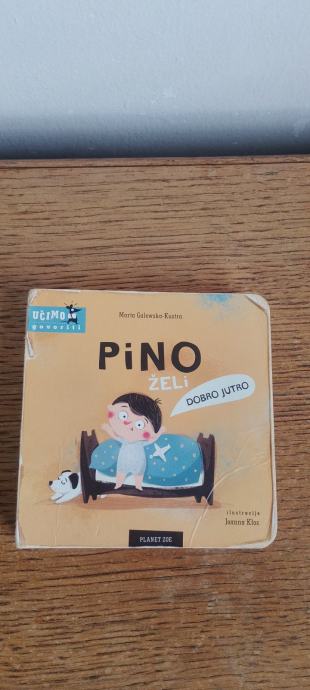 UČIMO
govoriti
Marta Galewska-Kustra
PiNO
ŽELi
DOBRO JUTRO
ilustracije
Joanna Kłos
PLANET ZOE